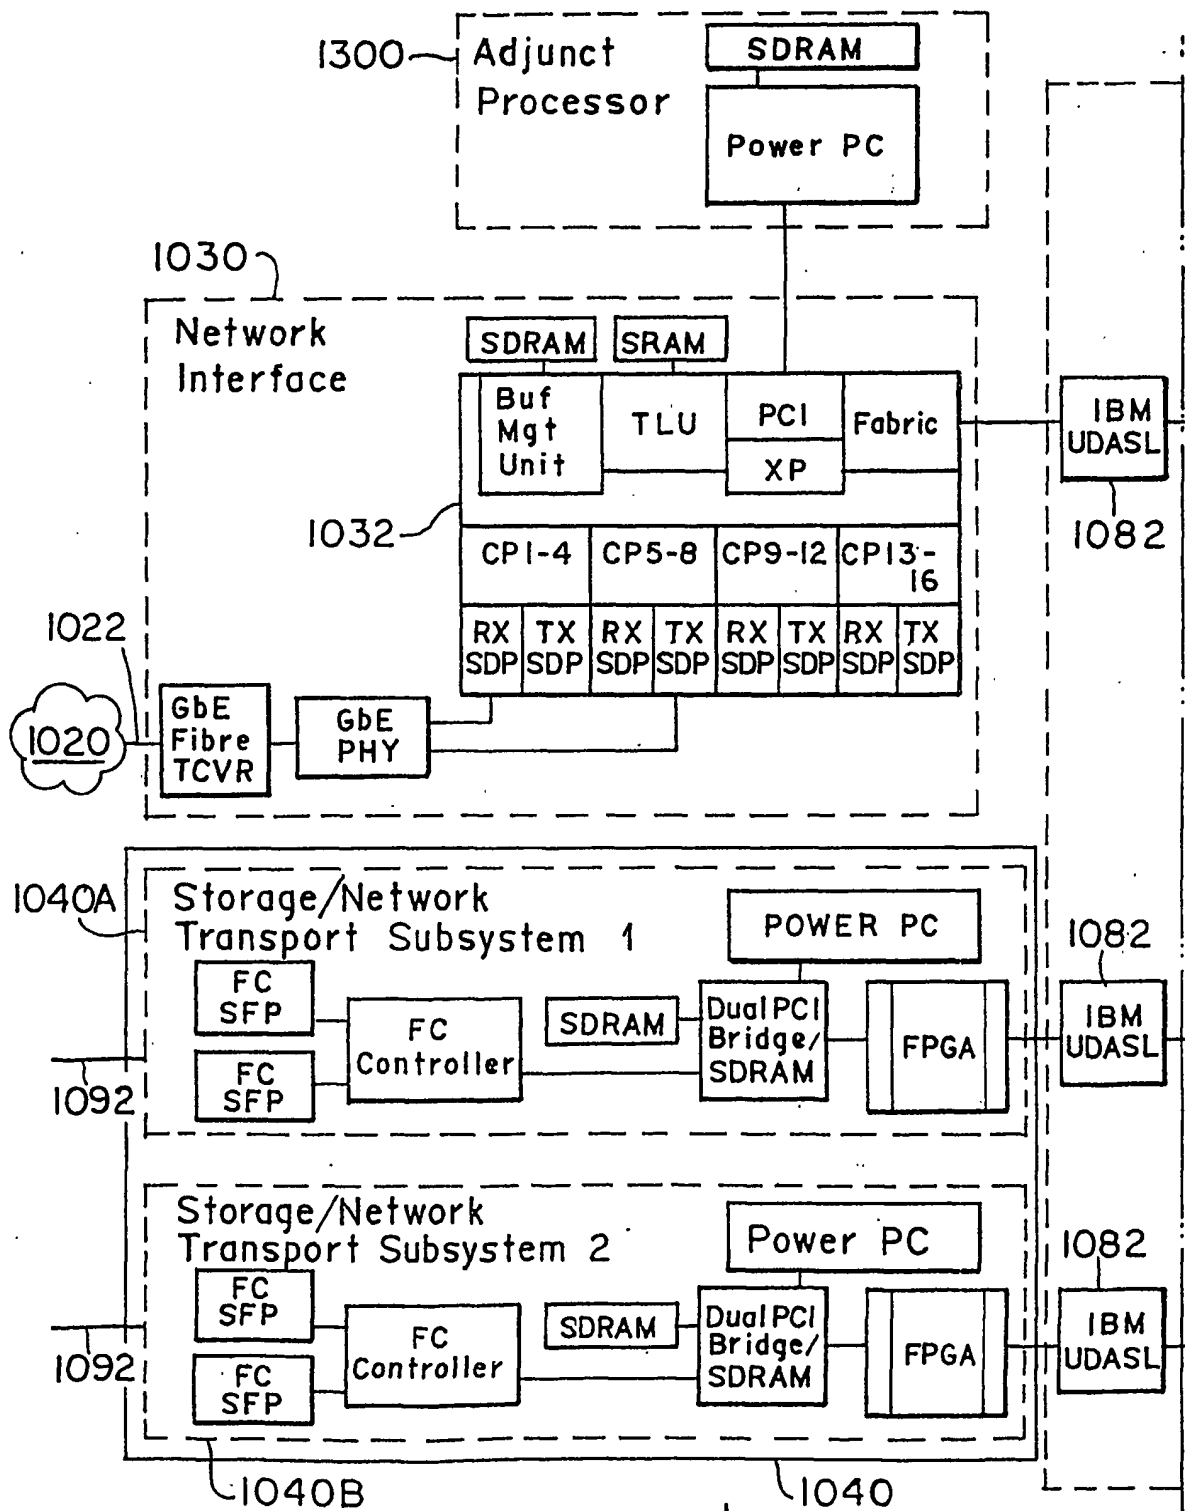 1300
Adjunct
Processor
SDRAM
Power PC
1030
Network
Interface
SDRAM
SRAM
Buf
Mgt
Unit
TLU
PCI
XP
Fabric
IBM
UDASL
1082
1032
CP1-4
CP5-8
CP9-12
CP13-
16
RX
SDP
TX
SDP
RX
SDP
TX
SDP
RX
SDP
TX
SDP
RX
SDP
TX
SDP
1022
1020
GbE
Fibre
TCVR
GbE
PHY
1040A
Storage/Network
Transport Subsystem 1
POWER PC
FC
SFP
FC
SFP
FC
Controller
SDRAM
Dual PCI
Bridge/
SDRAM
FPGA
1082
IBM
UDASL
1092
Storage/Network
Transport Subsystem 2
Power PC
FC
SFP
FC
SFP
FC
Controller
SDRAM
Dual PCI
Bridge/
SDRAM
FPGA
1082
IBM
UDASL
1092
1040B
1040